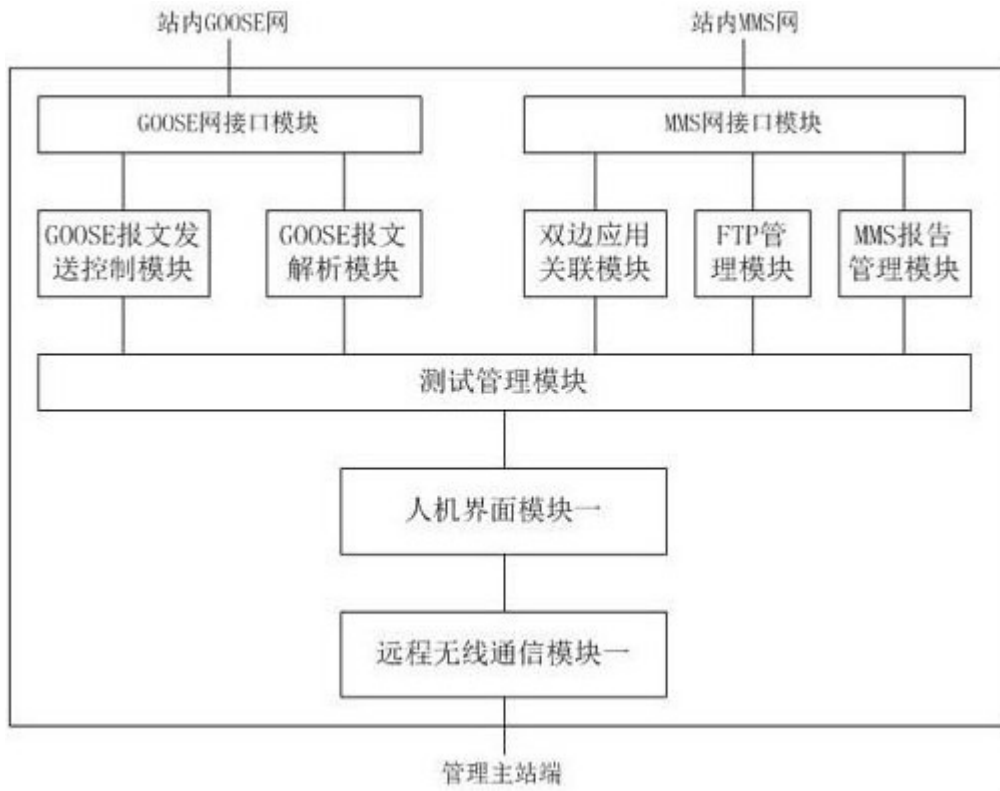 站内GOOSE网
站内MMS网
GOOSE网接口模块
MMS网接口模块
GOOSE报文发
送控制模块
GOOSE报文
解析模块
双边应用
关联模块
FTP管
理模块
MMS报告
管理模块
测试管理模块
人机界面模块一
远程无线通信模块一
管理主站端